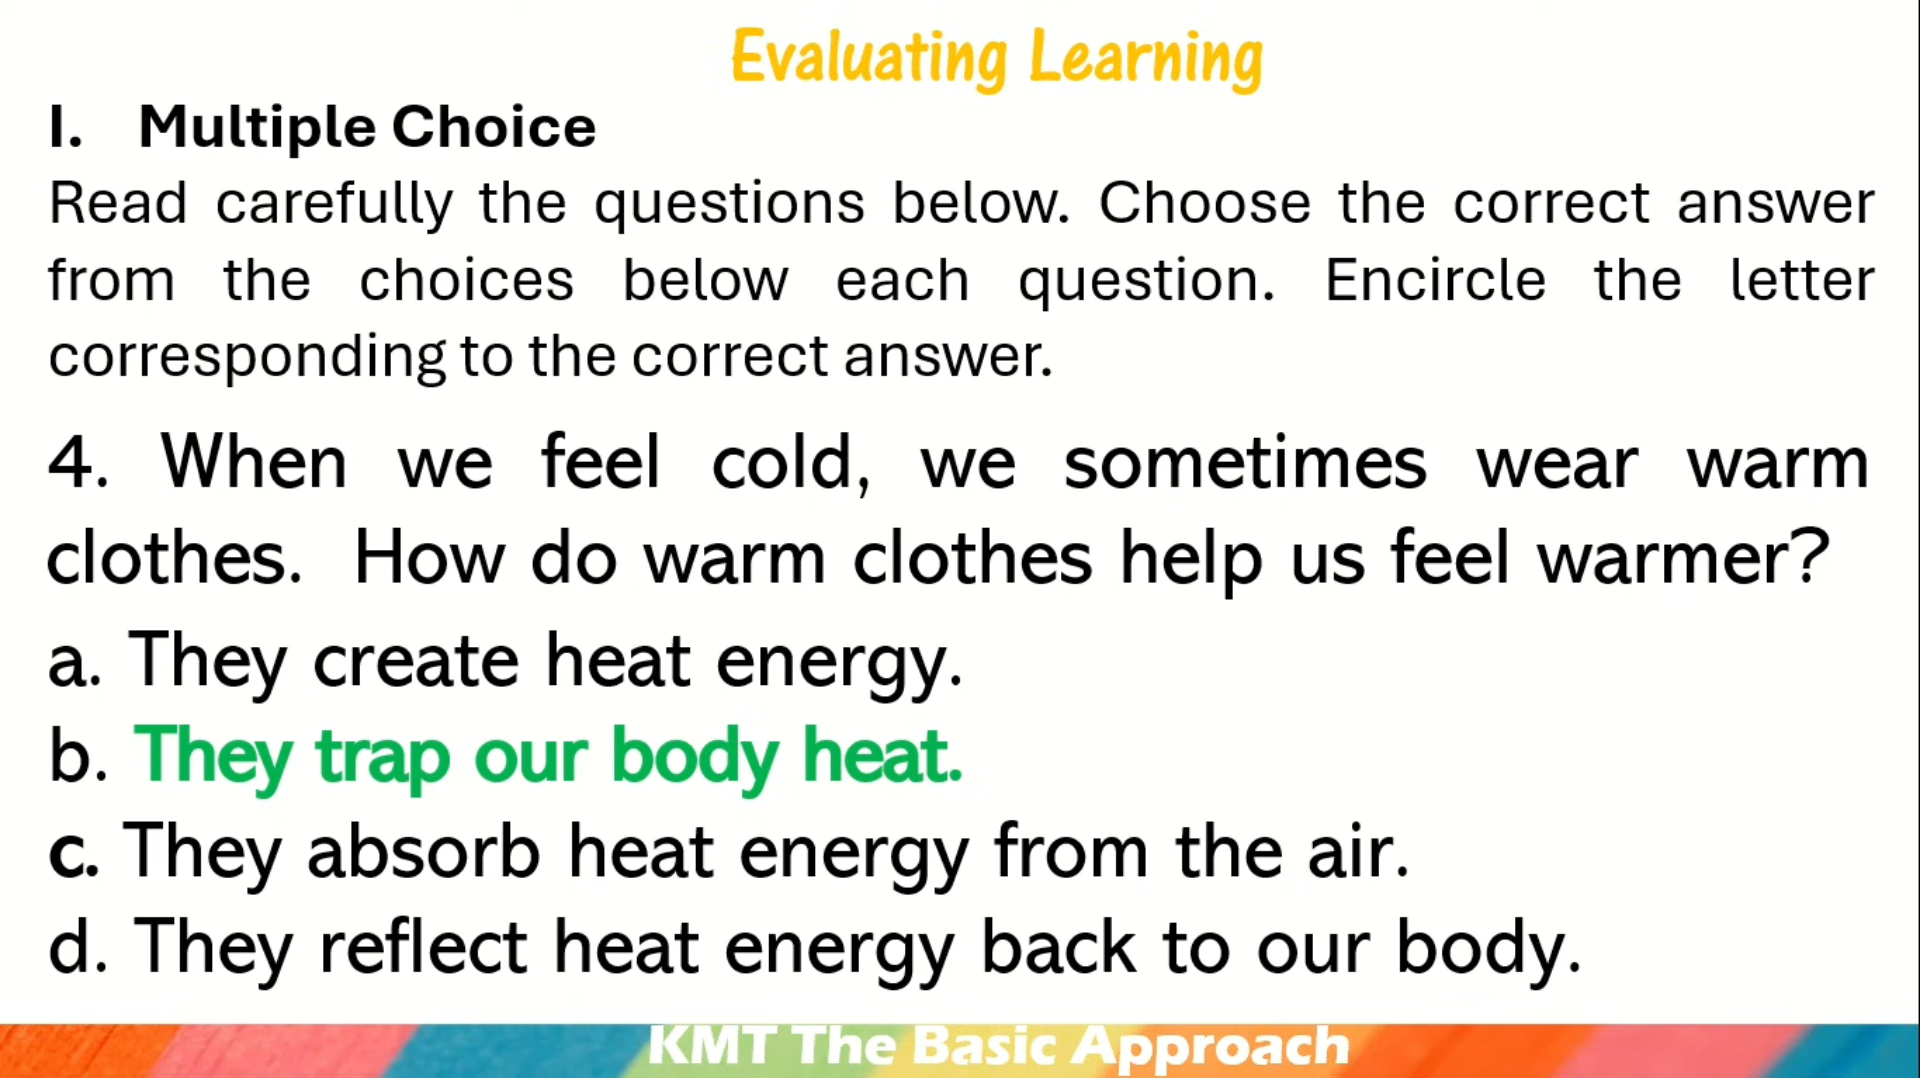 Evaluating Learning
I. Multiple Choice
Read carefully the questions below. Choose the correct answer
from the choices below each question. Encircle the letter
corresponding to the correct answer.
4. When we feel cold, we sometimes wear warm
clothes. How do warm clothes help us feel warmer?
a. They create heat energy.
b. They trap our body heat.
c. They absorb heat energy from the air.
d. They reflect heat energy back to our body.
KMT The Basic Approach